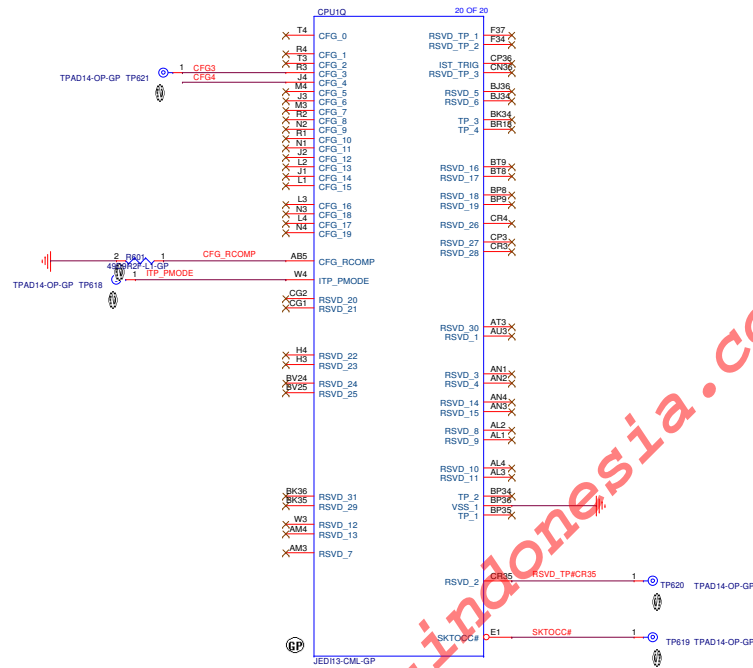 CPU1Q 20 OF 20
T4 CFG_0 RSVD_TP_1 F37
RSVD_TP_2 F34
R4 CFG_1
T3 CFG_2 IST_TRIG CP36
TPAD14-OP-GP TP621 1 CFG3 R3 CFG_3 RSVD_TP_3 CN36
CFG4 J4 CFG_4
M4 CFG_5 RSVD_5 BJ36
J3 CFG_6 RSVD_6 BJ34
M3 CFG_7
R2 CFG_8 TP_3 BK34
N2 CFG_9 TP_4 BR18
R1 CFG_10
N1 CFG_11
J2 CFG_12
L2 CFG_13 RSVD_16 BT9
J1 CFG_14 RSVD_17 BT8
L1 CFG_15
RSVD_18 BP8
L3 CFG_16 RSVD_19 BP9
N3 CFG_18
L4 CFG_17 RSVD_26 CR4
N4 CFG_19
RSVD_27 CP3
RSVD_28 CR3
2 R601 1 CFG_RCOMP AB5 CFG_RCOMP
49D9R2F-L1-GP
TPAD14-OP-GP TP618 1 ITP_PMODE W4 ITP_PMODE
CG2 RSVD_20
CG1 RSVD_21
RSVD_30 AT3
RSVD_1 AU3
H4 RSVD_22
H3 RSVD_23
RSVD_3 AN1
BV24 RSVD_24 RSVD_4 AN2
BV25 RSVD_25
RSVD_14 AN4
RSVD_15 AN3
RSVD_8 AL2
RSVD_9 AL1
RSVD_10 AL4
RSVD_11 AL3
BK36 RSVD_31 TP_2 BP34
BK35 RSVD_29 VSS_1 BP36
TP_1 BP35
W3 RSVD_12
AM4 RSVD_13
AM3 RSVD_7
RSVD_2 CR35 RSVD_TP#CR35 1 TP620 TPAD14-OP-GP
SKTOCC# E1 SKTOCC# 1 TP619 TPAD14-OP-GP
GP
JEDI13-CML-GP
indonesia.c